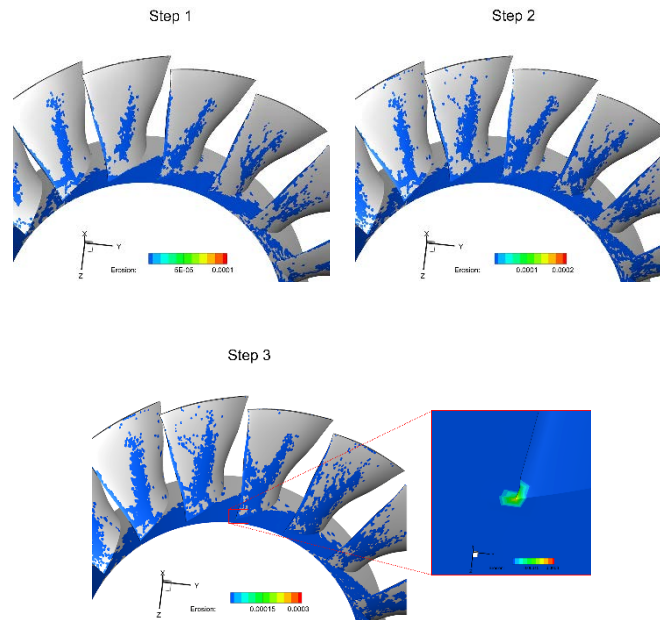 Step 1
Step 2
X
Y
Z
Erosion: 5E-05 0.0001
X
Y
Z
Erosion: 0.0001 0.0002
Step 3
X
Y
Z
Erosion: 0.00015 0.0003